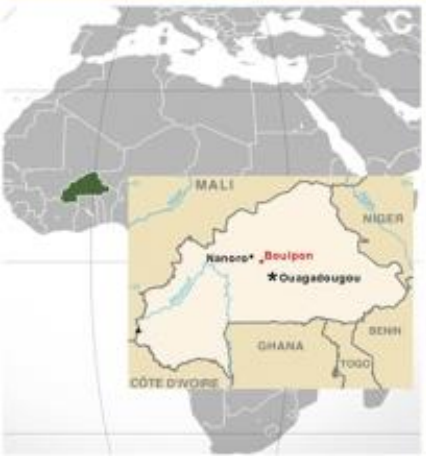 C
MALI
NIGER
Nanoro
Boulpon
Ouagadougou
BENIN
GHANA
TOGO
CÔTE D'IVOIRE